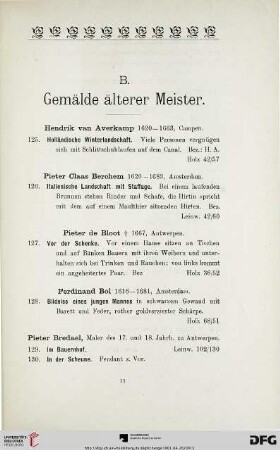 B.
Gemälde älterer Meister.
Hendrik van Averkamp 1620—1663, Campen.
125. Holländische Winterlandschaft. Viele Personen vergnügen
sich mit Schlittschuhlaufen auf dem Canal. Bez.: H. A.
Holz 42/57
Pieter Claas Berchem 1620—1683, Amsterdam.
126. Italienische Landschaft mit Staffage. Bei einem laufenden
Brunnen stehen Rinder und Schafe, die Hirtin spricht
mit dem auf einem Maulthier sitzenden Hirten. Bez.
Leinw. 42/60
Pieter de Bloot † 1667, Antwerpen.
127. Vor der Schenke. Vor einem Hause sitzen an Tischen
und auf Bänken Bauern mit ihren Weibern und unter-
halten sich bei Trinken und Rauchen; von links kommt
ein angeheiterter Paar. Bez. Holz 36/52
Ferdinand Bol 1616—1681, Amsterdam.
128. Bildniss eines jungen Mannes in schwarzem Gewand mit
Barett und Feder, rother goldverzierter Schärpe.
Holz 68/51
Pieter Bredael, Maler des 17. und 18. Jahrh. zu Antwerpen.
129. Im Bauernhof. Leinw. 102/130
130. In der Scheune. Pendant z. Vor.
11
UNIVERSITÄTS-
BIBLIOTHEK
HEIDELBERG
DFG